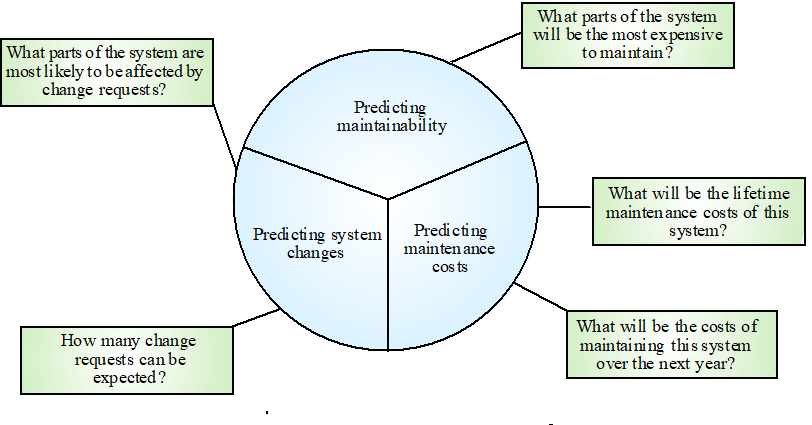 What parts of the system
will be the most expensive
to maintain?
What parts of the system are
most likely to be affected by
change requests?
Predicting
maintainability
What will be the lifetime
maintenance costs of this
system?
Predicting system
changes
Predicting
maintenance
costs
What will be the costs of
maintaining this system
over the next year?
How many change
requests can be
expected?